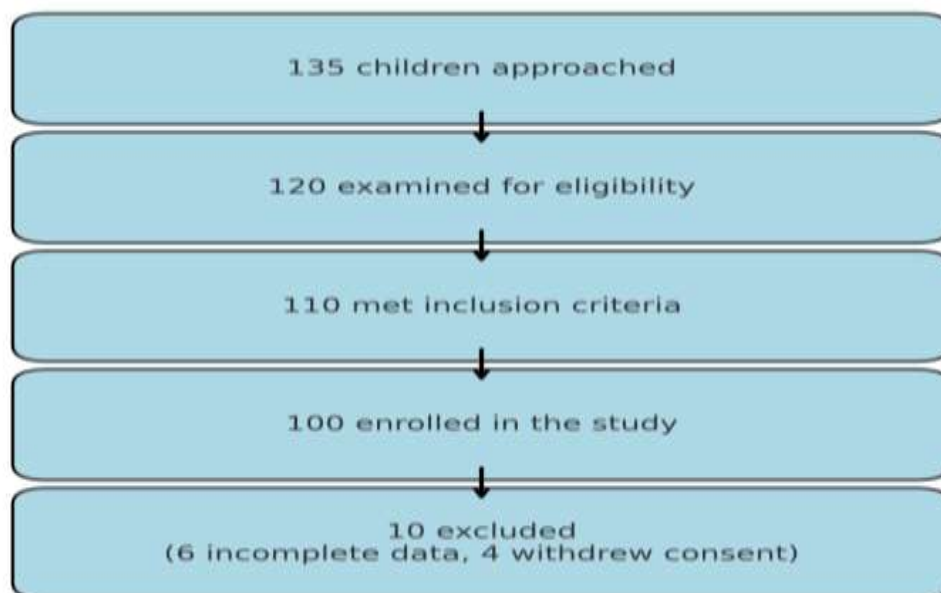 135 children approached
120 examined for eligibility
110 met inclusion criteria
100 enrolled in the study
10 excluded
(6 incomplete data, 4 withdrew consent)